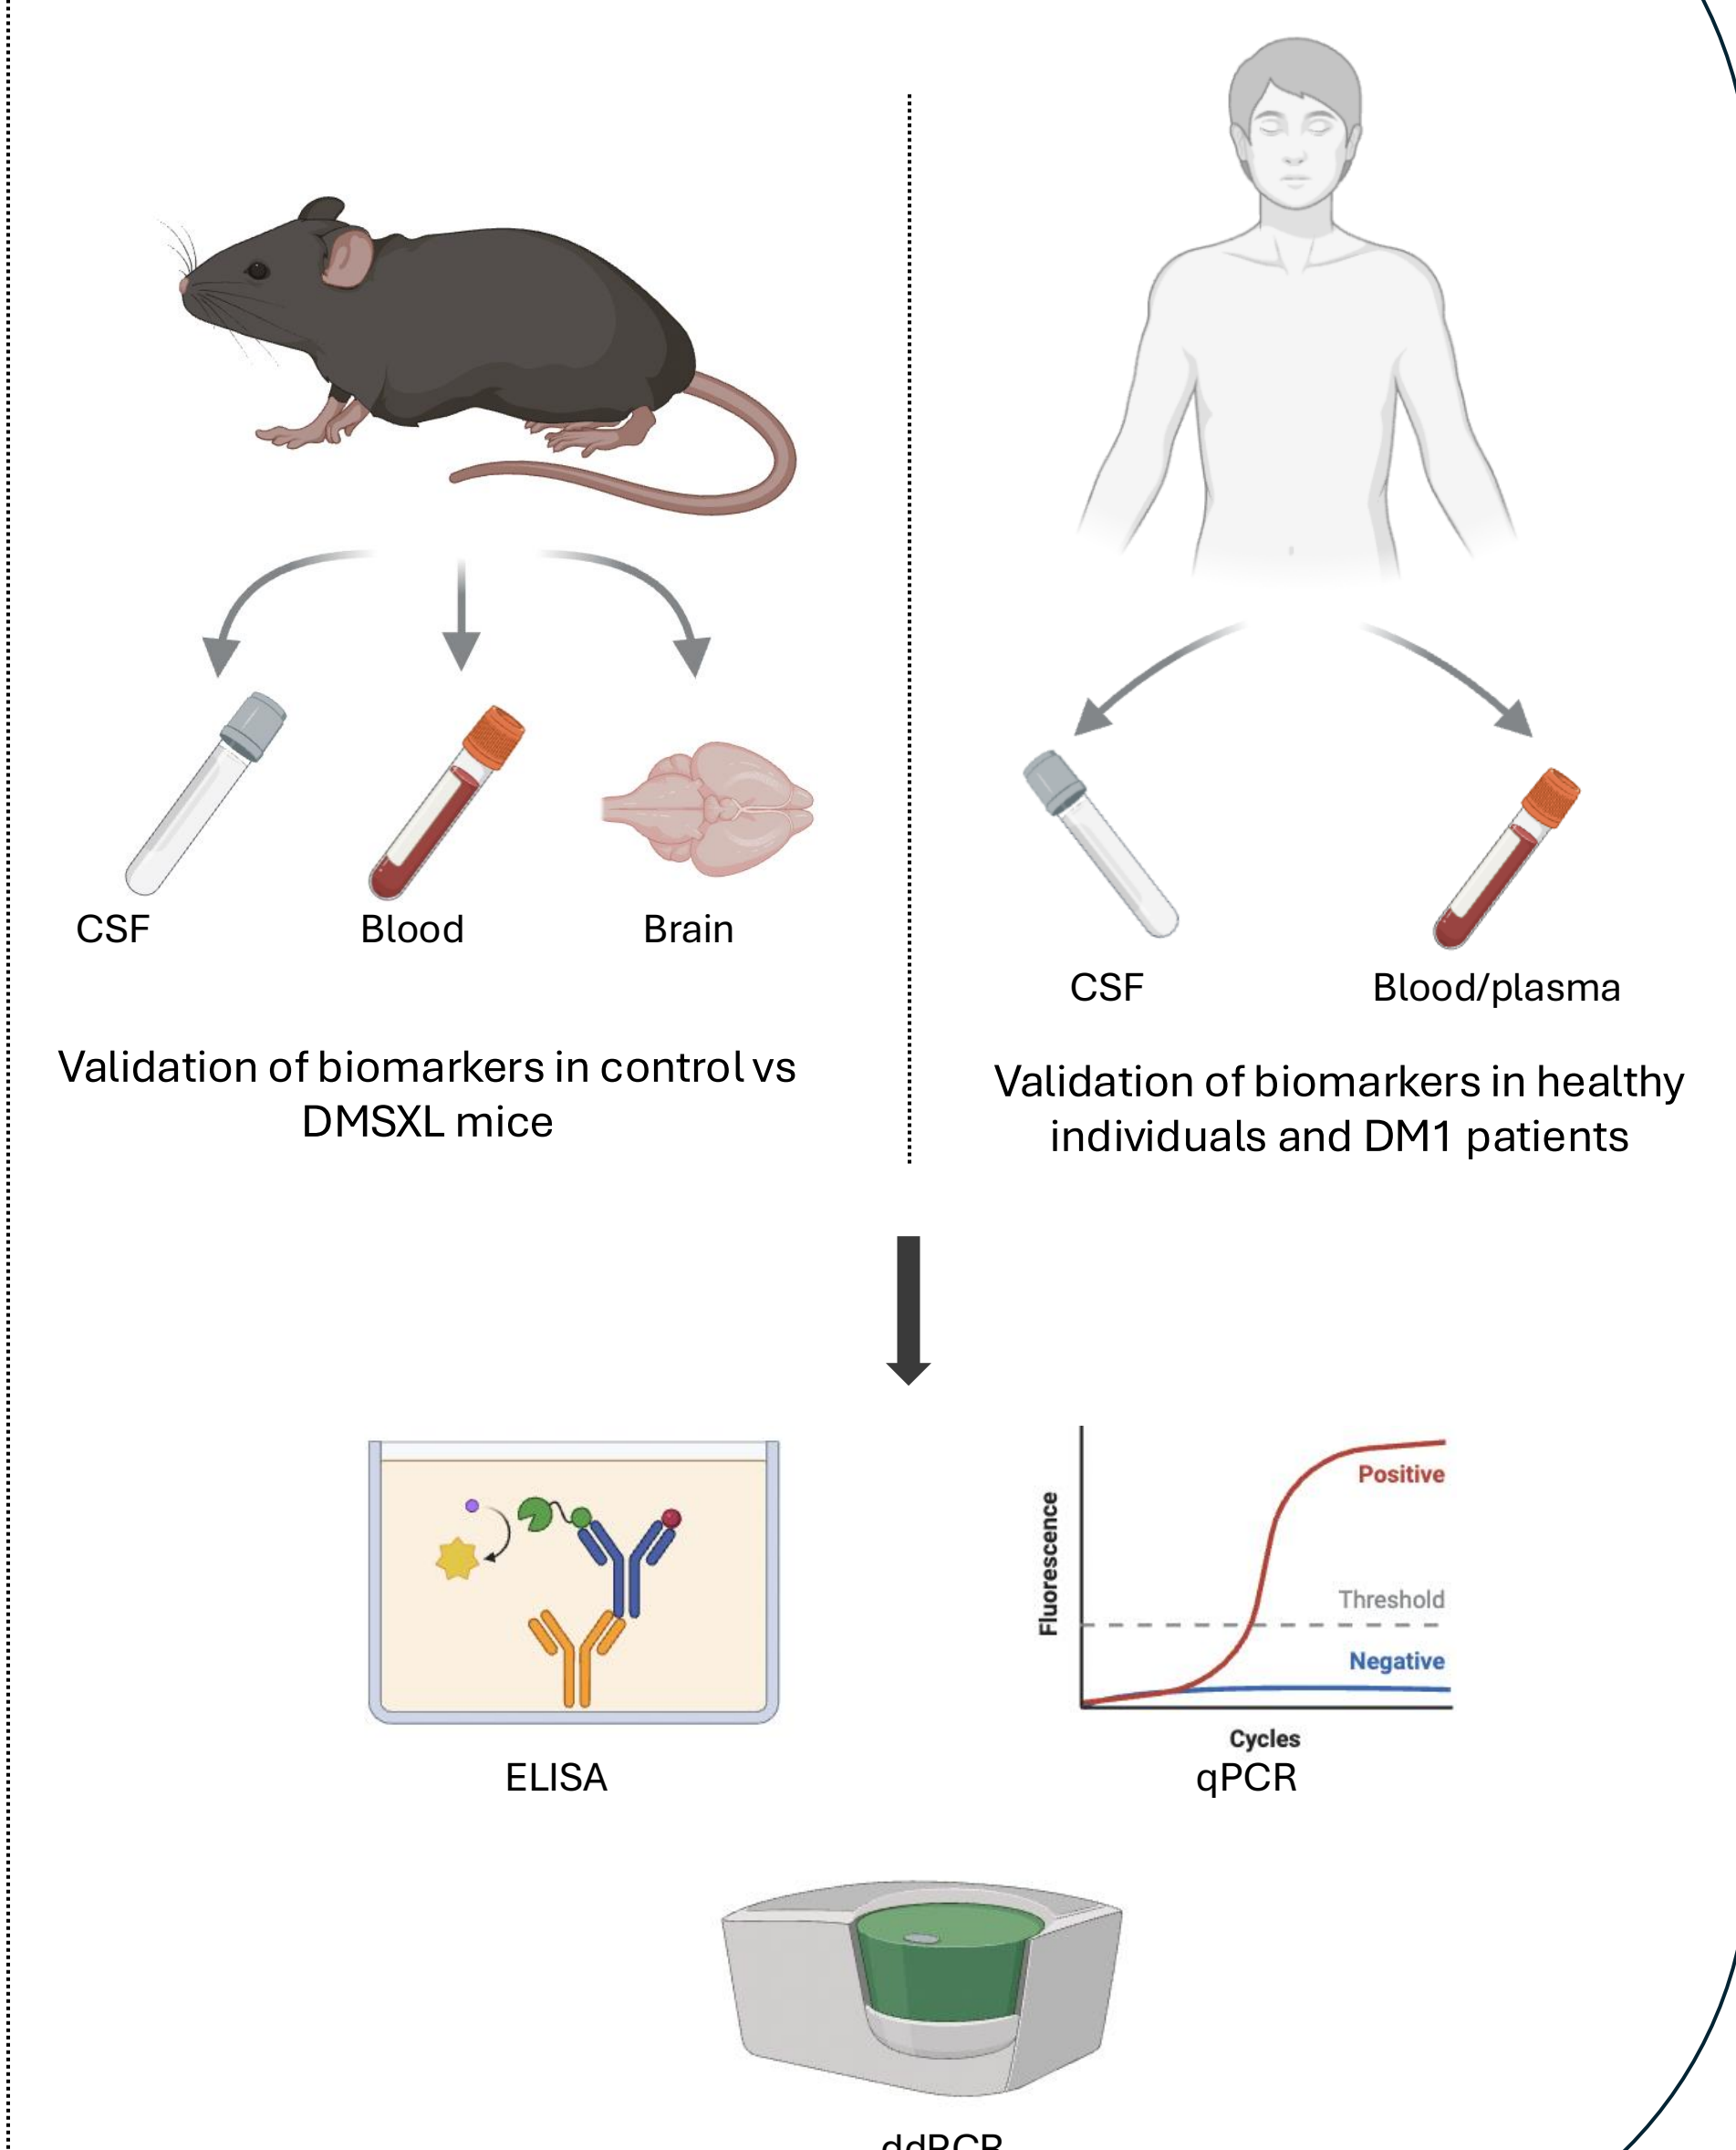 CSF
Blood
Brain
Validation of biomarkers in control vs
DMSXL mice
CSF
Blood/plasma
Validation of biomarkers in healthy
individuals and DM1 patients
ELISA
Fluorescence
Positive
Threshold
Negative
Cycles
qPCR
ddPCR